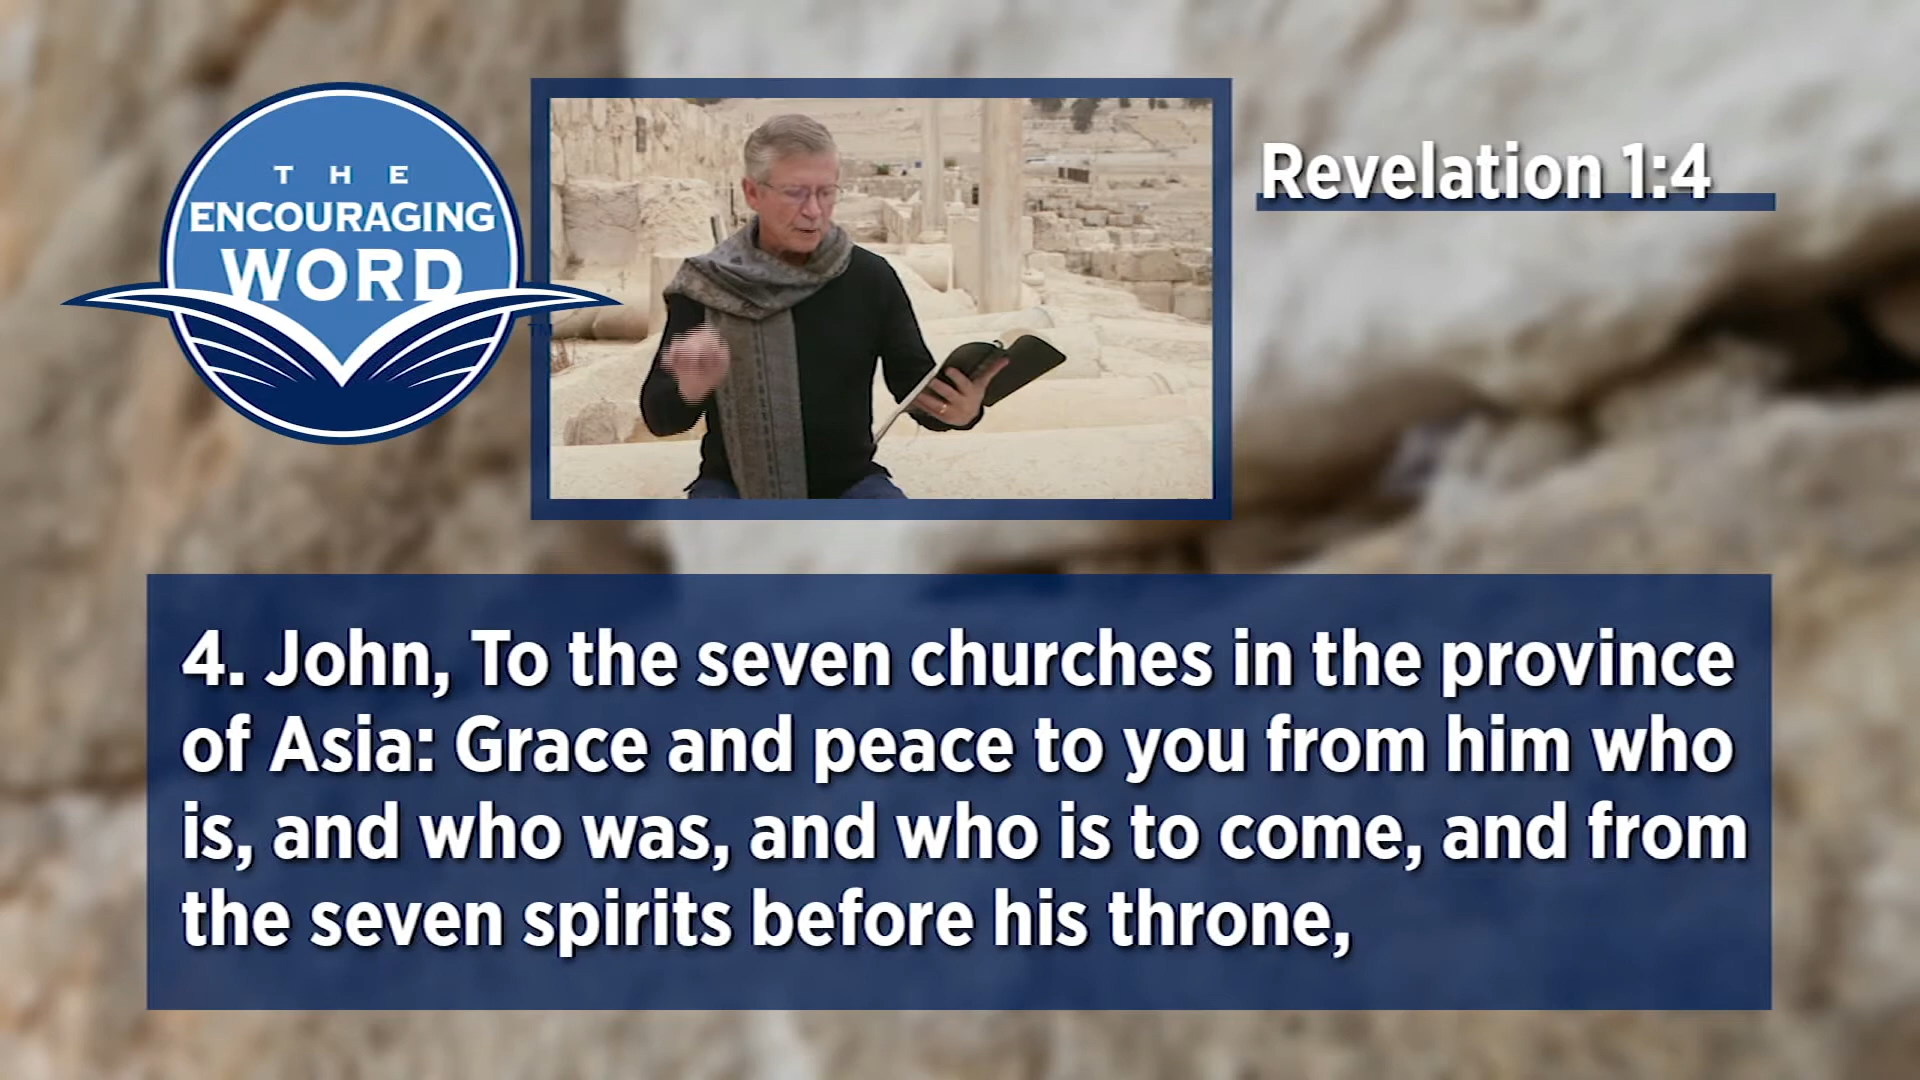 THE
ENCOURAGING
WORD
TM
Revelation 1:4
4. John, To the seven churches in the province
of Asia: Grace and peace to you from him who
is, and who was, and who is to come, and from
the seven spirits before his throne,